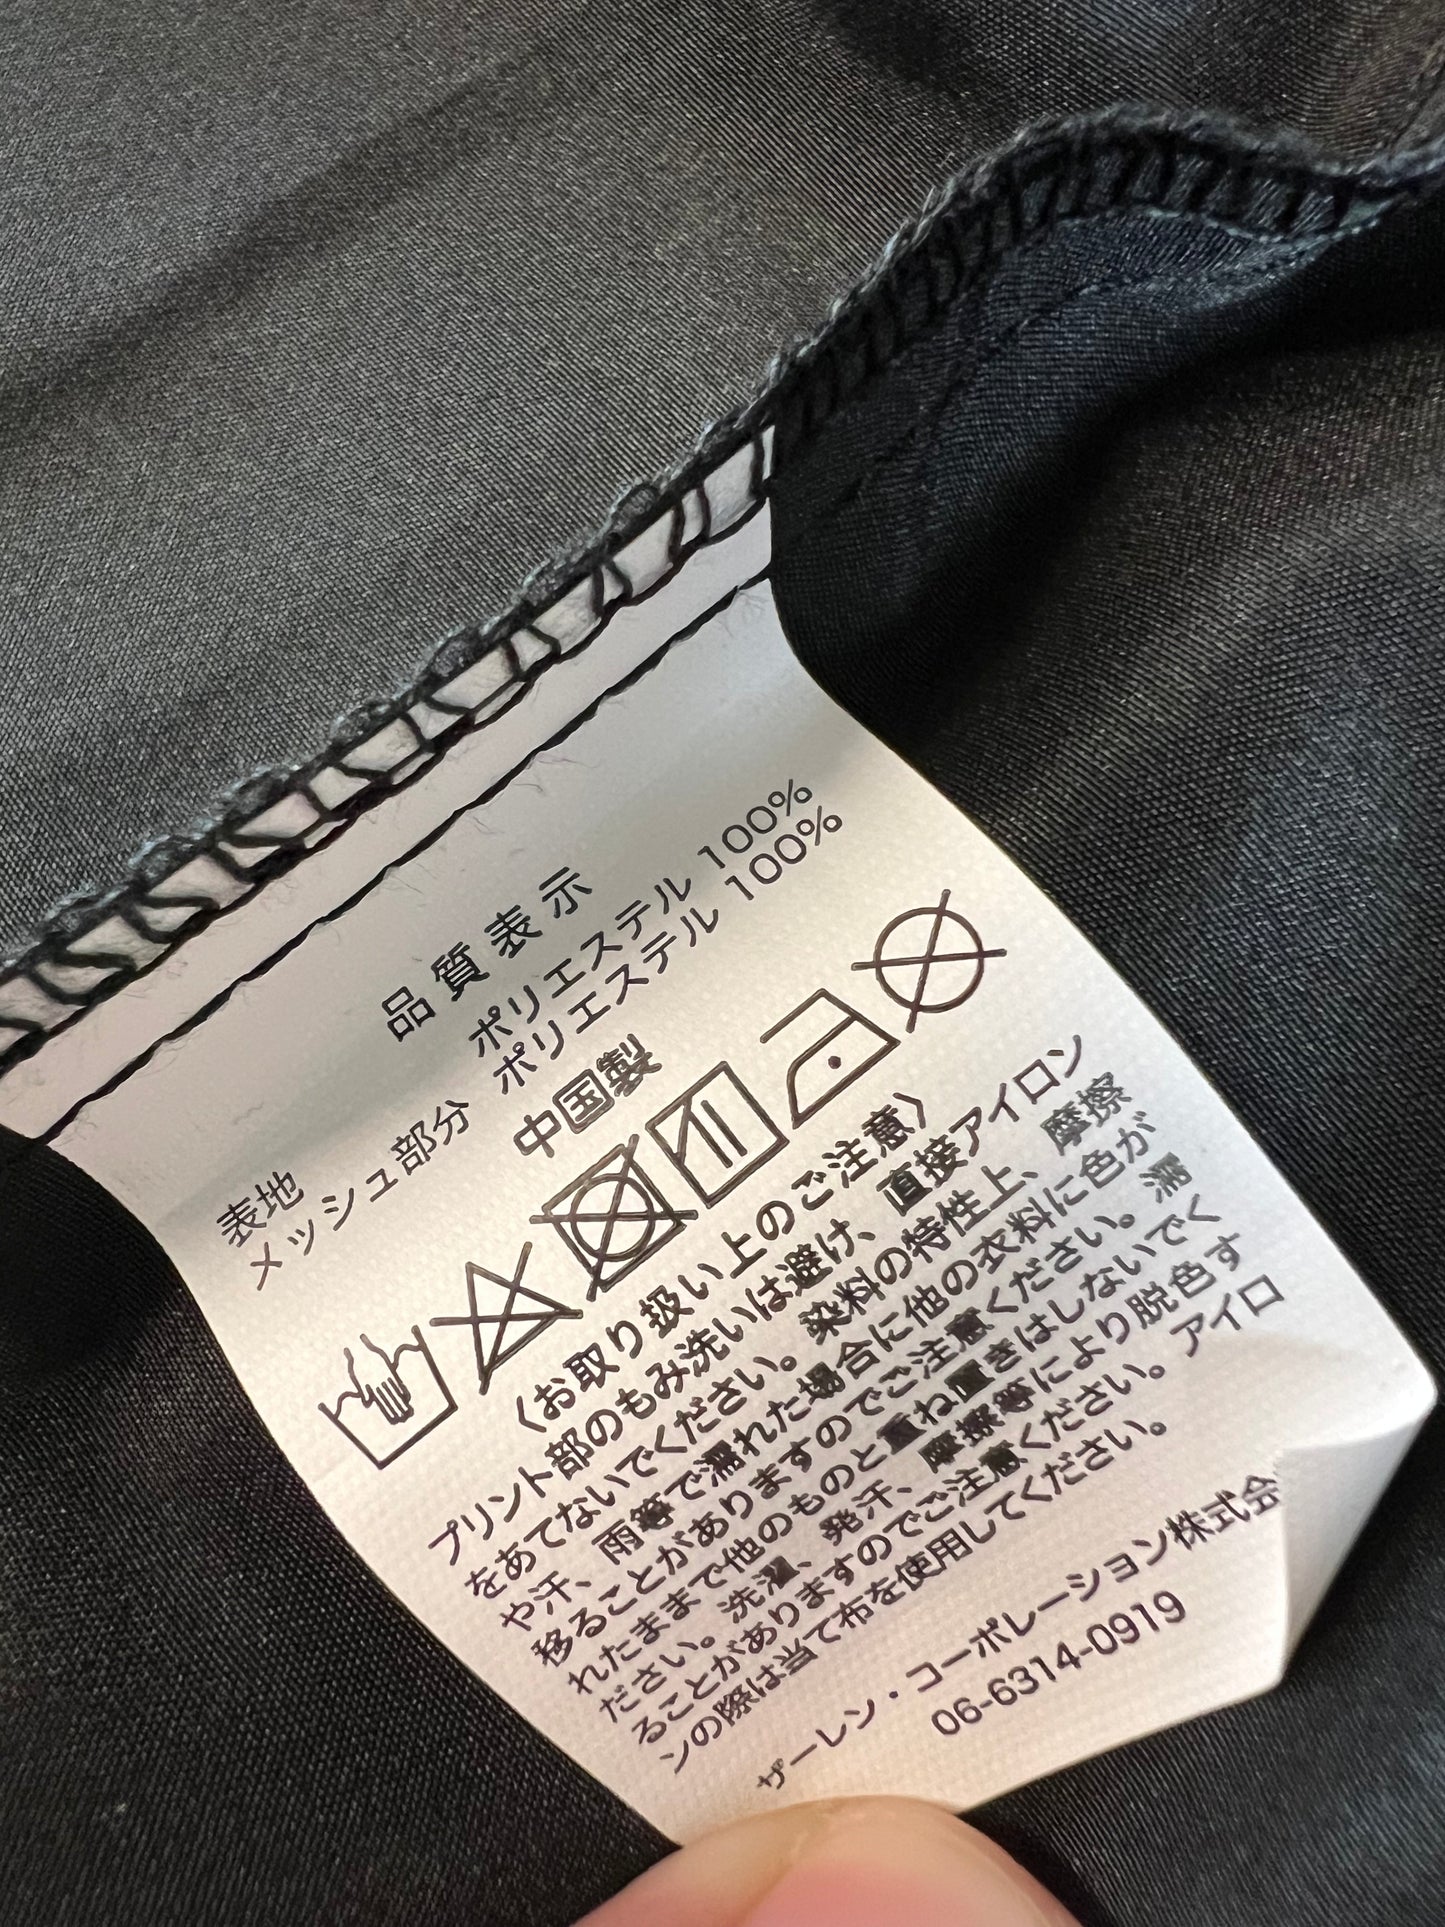 品質表示
表地 ポリエステル 100%
メッシュ部分 ポリエステル 100%
中国製
〈お取り扱い上のご注意〉
プリント部のもみ洗いは避け、直接アイロン
をあてないでください。染料の特性上、摩擦
や汗、雨等で濡れた場合に他の衣料に色が
移ることがありますのでご注意ください。濡
れたままで他のものと重ね置きはしないでく
ださい。洗濯、発汗、摩擦等により脱色す
ることがありますのでご注意ください。アイロ
ンの際は当て布を使用してください。
ザーレン・コーポレーション株式会
06-6314-0919